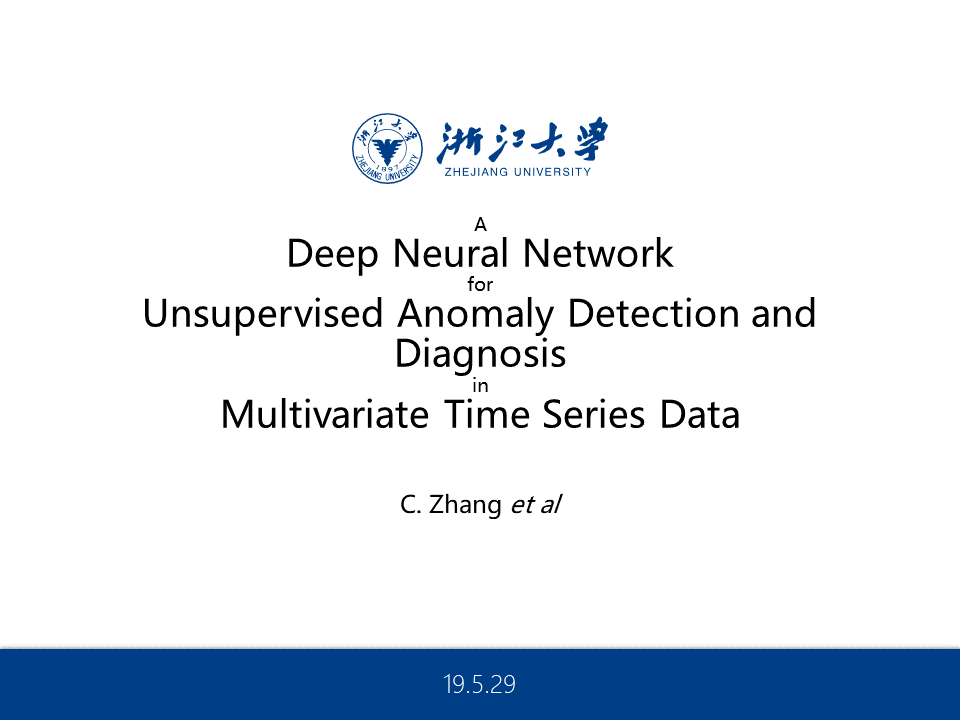 浙江大学
ZHEJIANG UNIVERSITY
1897
浙江大学
ZHEJIANG UNIVERSITY
A
Deep Neural Network
for
Unsupervised Anomaly Detection and
Diagnosis
in
Multivariate Time Series Data
C. Zhang et al
19.5.29